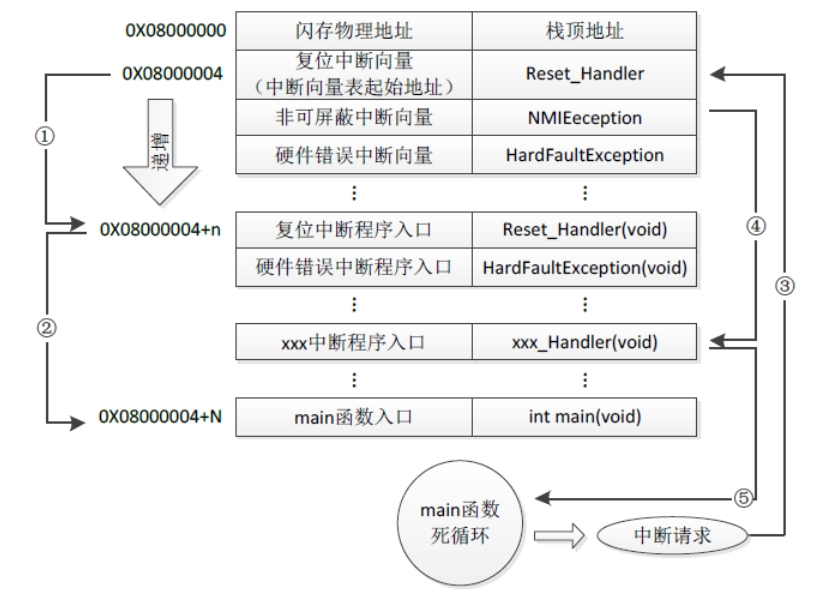 0X08000000 闪存物理地址 栈顶地址
0X08000004 复位中断向量 Reset_Handler
（中断向量表起始地址）
非可屏蔽中断向量 NMIEeception
① 递增
硬件错误中断向量 HardFaultException
⋮ ⋮
0X08000004+n 复位中断程序入口 Reset_Handler(void) ④
硬件错误中断程序入口 HardFaultException(void)
③
⋮ ⋮
②
xxx中断程序入口 xxx_Handler(void)
⋮ ⋮
0X08000004+N main函数入口 int main(void)
⑤
main函数
死循环
中断请求